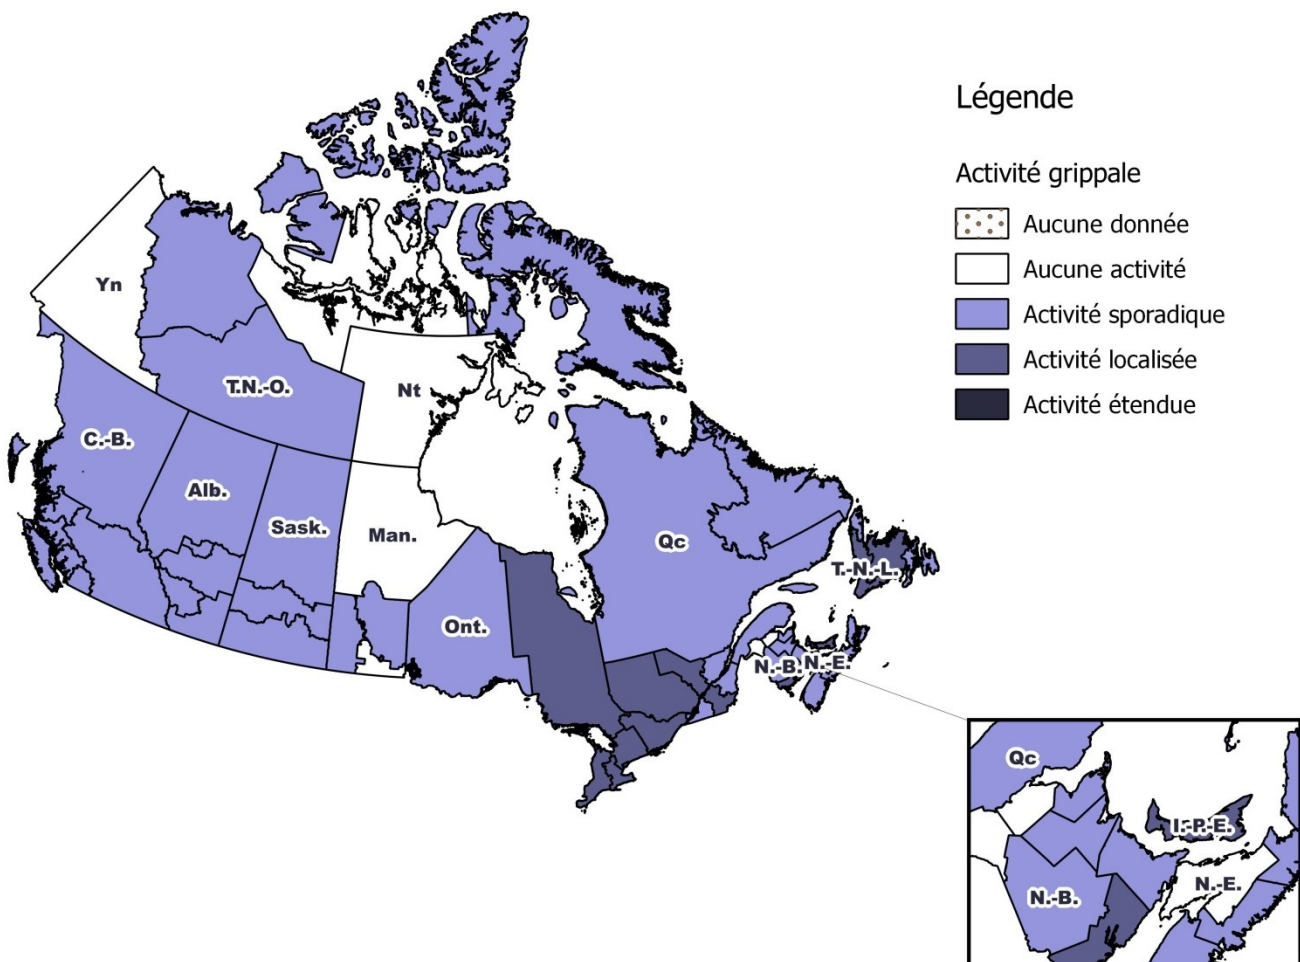 Légende
Activité grippale
Aucune donnée
Aucune activité
Activité sporadique
Activité localisée
Activité étendue
Yn
T.N.-O.
Nt
C.-B.
Alb.
Sask.
Man.
Ont.
Qc
T.-N.-L.
N.-B.
N.-E.
Qc
I.-P.-E.
N.-E.
N.-B.